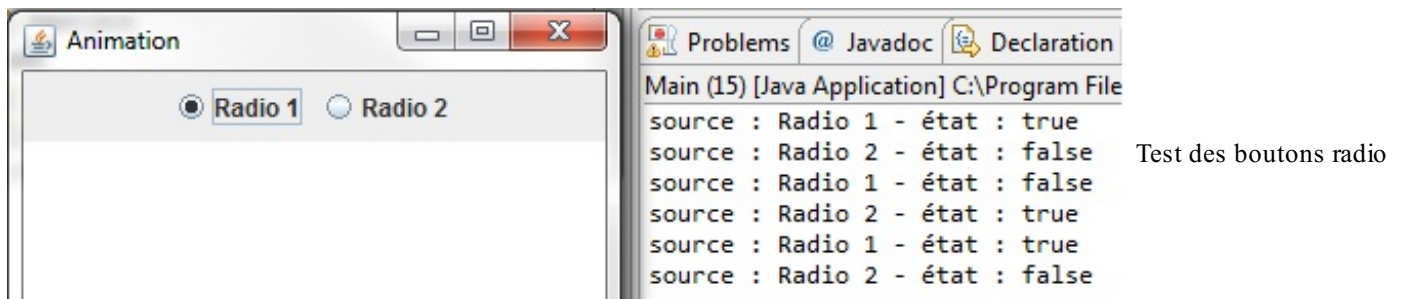 Animation
Radio 1 Radio 2
Problems @ Javadoc Declaration
Main (15) [Java Application] C:\Program File
source : Radio 1 - état : true
source : Radio 2 - état : false
source : Radio 1 - état : false
source : Radio 2 - état : true
source : Radio 1 - état : true
source : Radio 2 - état : false
Test des boutons radio